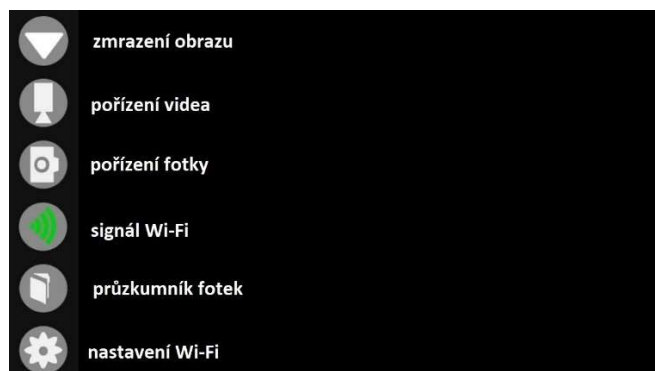 zmrazení obrazu
pořízení videa
pořízení fotky
signál Wi-Fi
průzkumník fotek
nastavení Wi-Fi